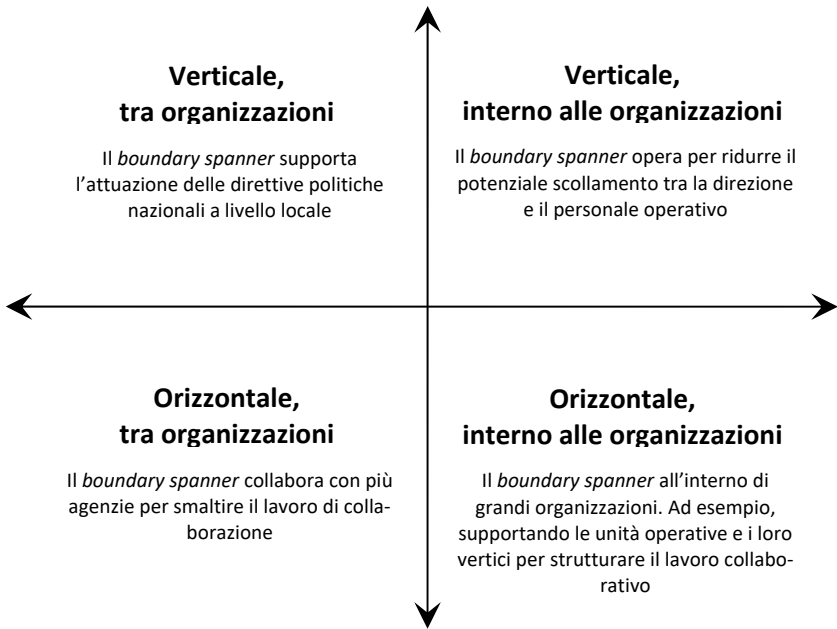 Verticale,
tra organizzazioni
Il boundary spanner supporta
l'attuazione delle direttive politiche
nazionali a livello locale
Verticale,
interno alle organizzazioni
Il boundary spanner opera per ridurre il
potenziale scollamento tra la direzione
e il personale operativo
Orizzontale,
tra organizzazioni
Il boundary spanner collabora con più
agenzie per smaltire il lavoro di colla-
borazione
Orizzontale,
interno alle organizzazioni
Il boundary spanner all'interno di
grandi organizzazioni. Ad esempio,
supportando le unità operative e i loro
vertici per strutturare il lavoro collabo-
rativo